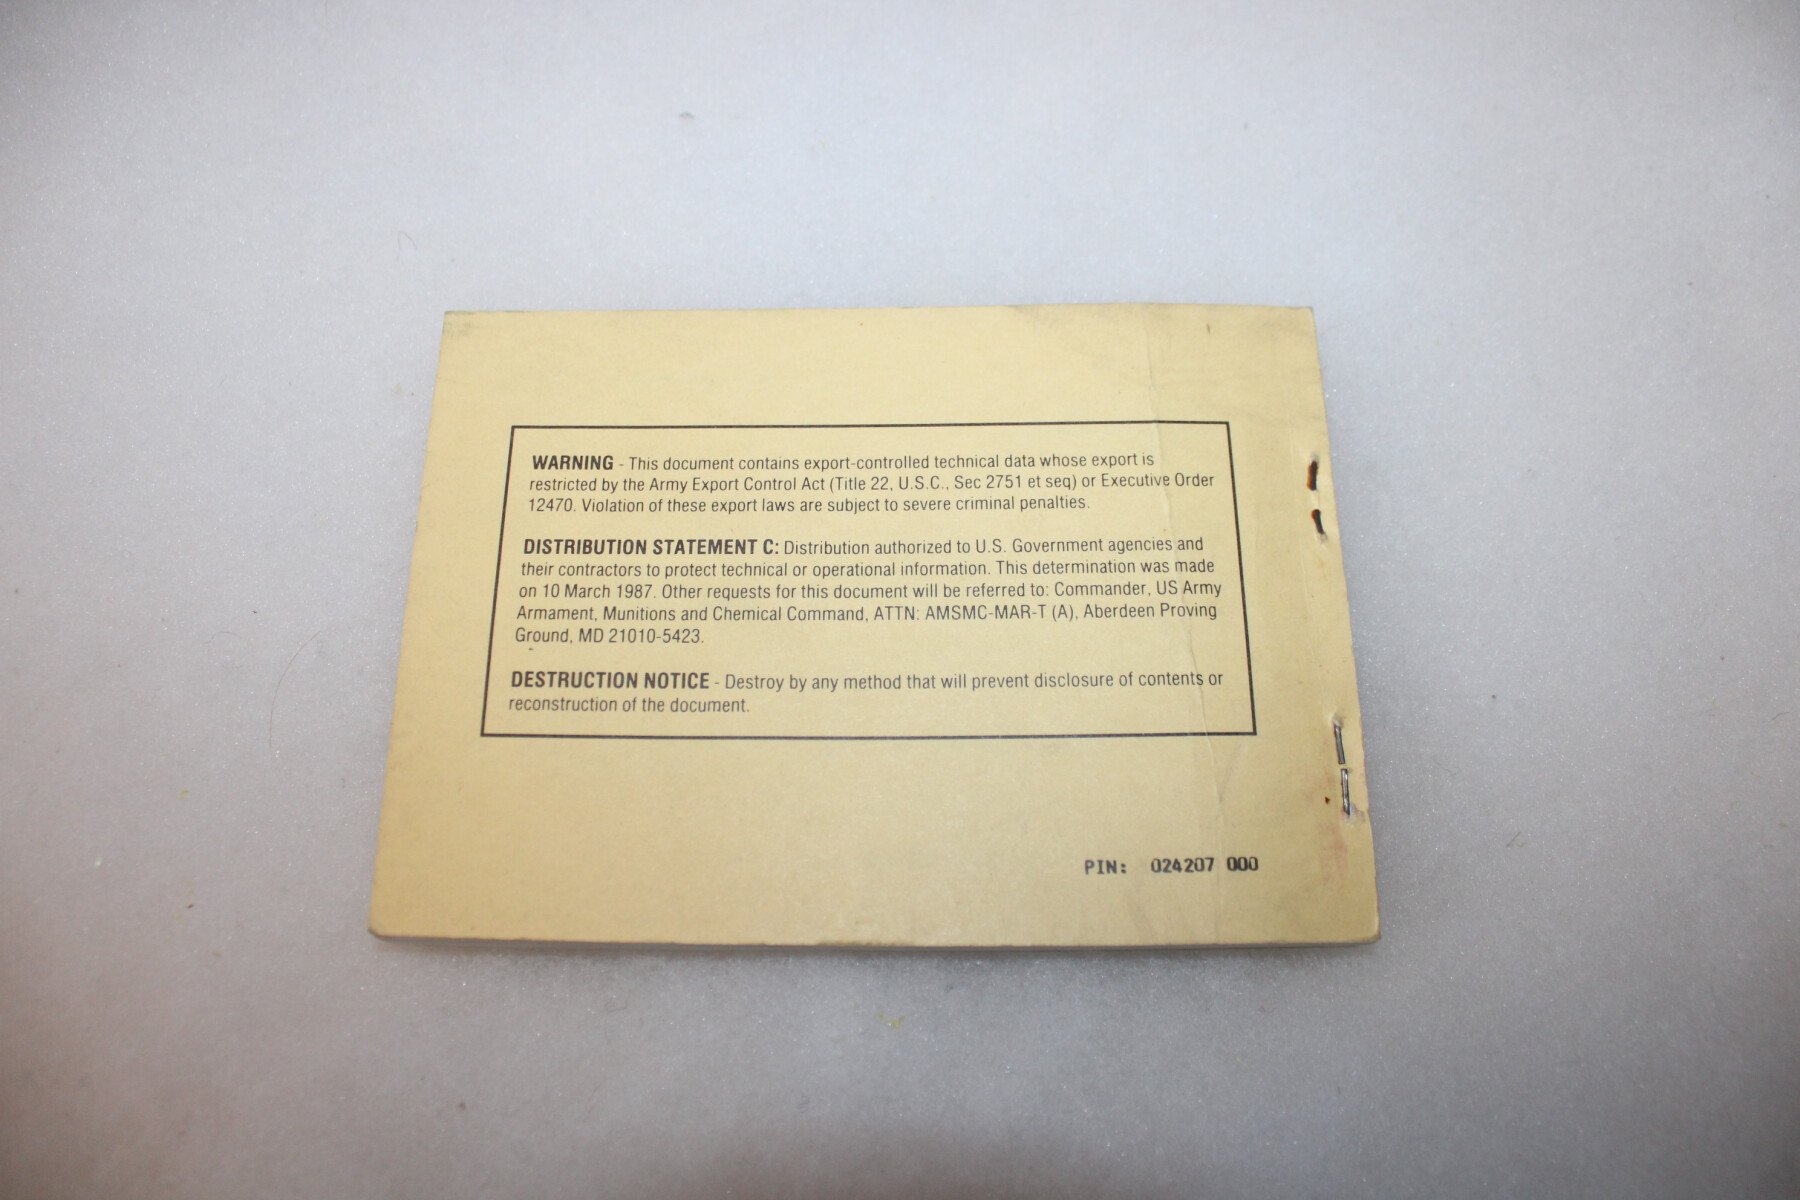 WARNING - This document contains export-controlled technical data whose export is
restricted by the Army Export Control Act (Title 22, U.S.C., Sec 2751 et seq) or Executive Order
12470. Violation of these export laws are subject to severe criminal penalties.
DISTRIBUTION STATEMENT C: Distribution authorized to U.S. Government agencies and
their contractors to protect technical or operational information. This determination was made
on 10 March 1987. Other requests for this document will be referred to: Commander, US Army
Armament, Munitions and Chemical Command, ATTN: AMSMC-MAR-T (A), Aberdeen Proving
Ground, MD 21010-5423.
DESTRUCTION NOTICE - Destroy by any method that will prevent disclosure of contents or
reconstruction of the document.
PIN: 024207 000